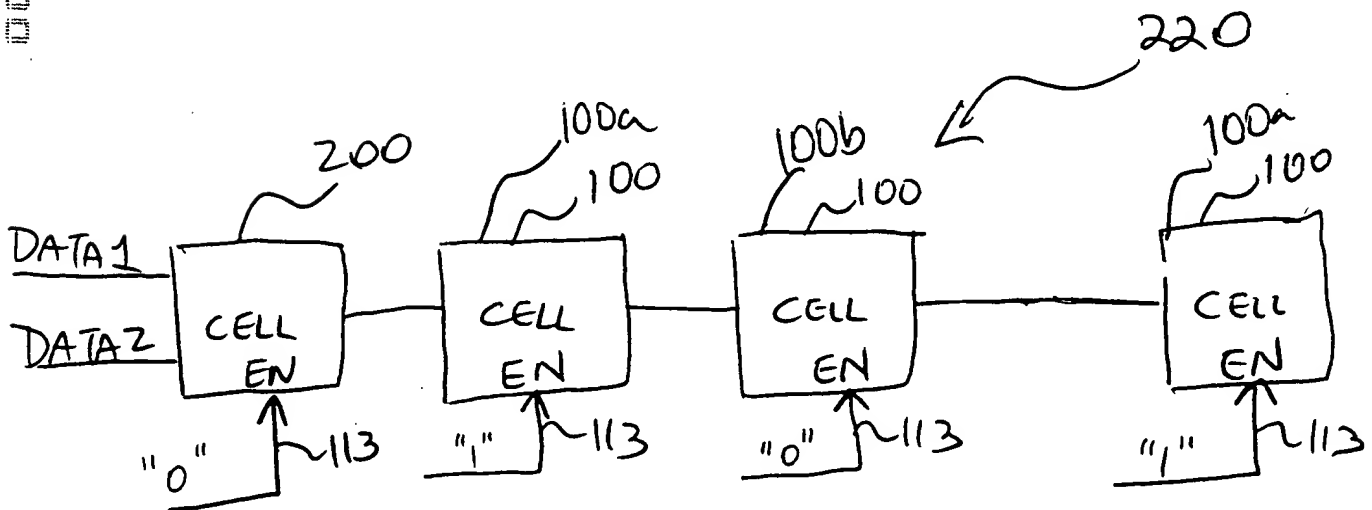 220
200
100a
100
100b
100
100a
100
DATA1
DATA2
CELL
EN
CELL
EN
CELL
EN
CELL
EN
"0"
113
"1"
113
"0"
113
"1"
113